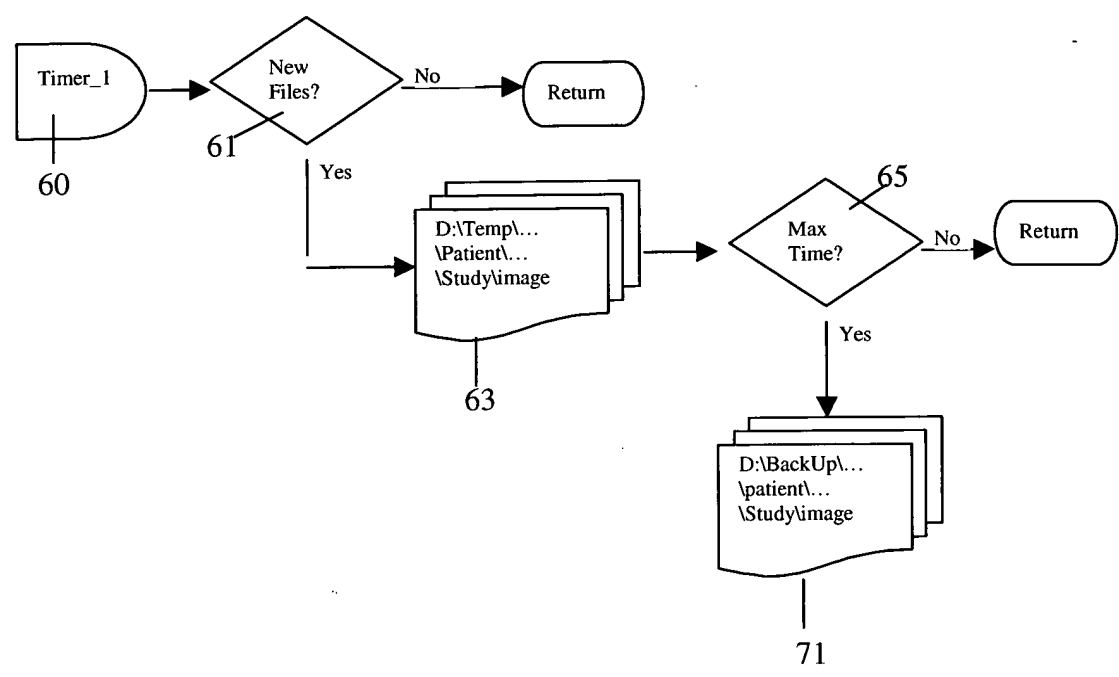 Timer_1
60
New
Files?
61
No
Return
Yes
D:\Temp\...
\Patient\...
\Study\image
63
65
Max
Time?
No
Return
Yes
D:\BackUp\...
\patient\...
\Study\image
71